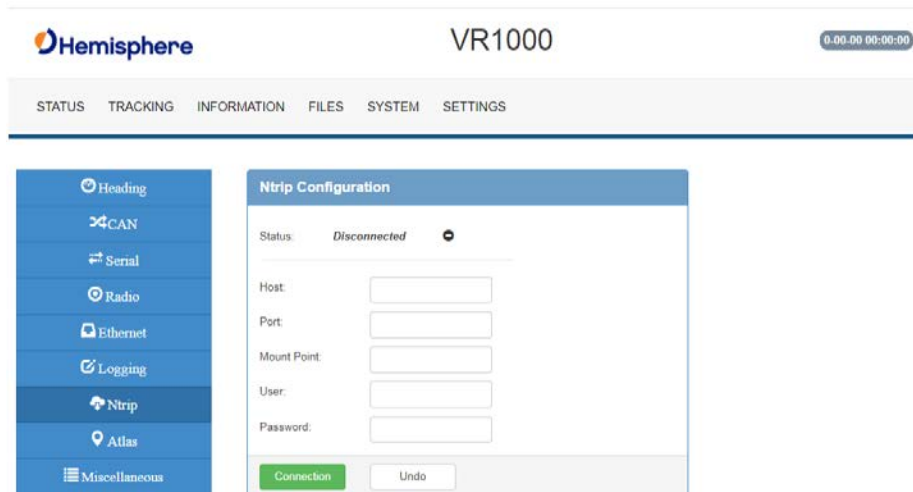 Hemisphere
VR1000
0-00-00 00:00:00
STATUS TRACKING INFORMATION FILES SYSTEM SETTINGS
Heading
CAN
Serial
Radio
Ethernet
Logging
Ntrip
Atlas
Miscellaneous
Ntrip Configuration
Status: Disconnected
Host:
Port:
Mount Point:
User:
Password:
Connection Undo